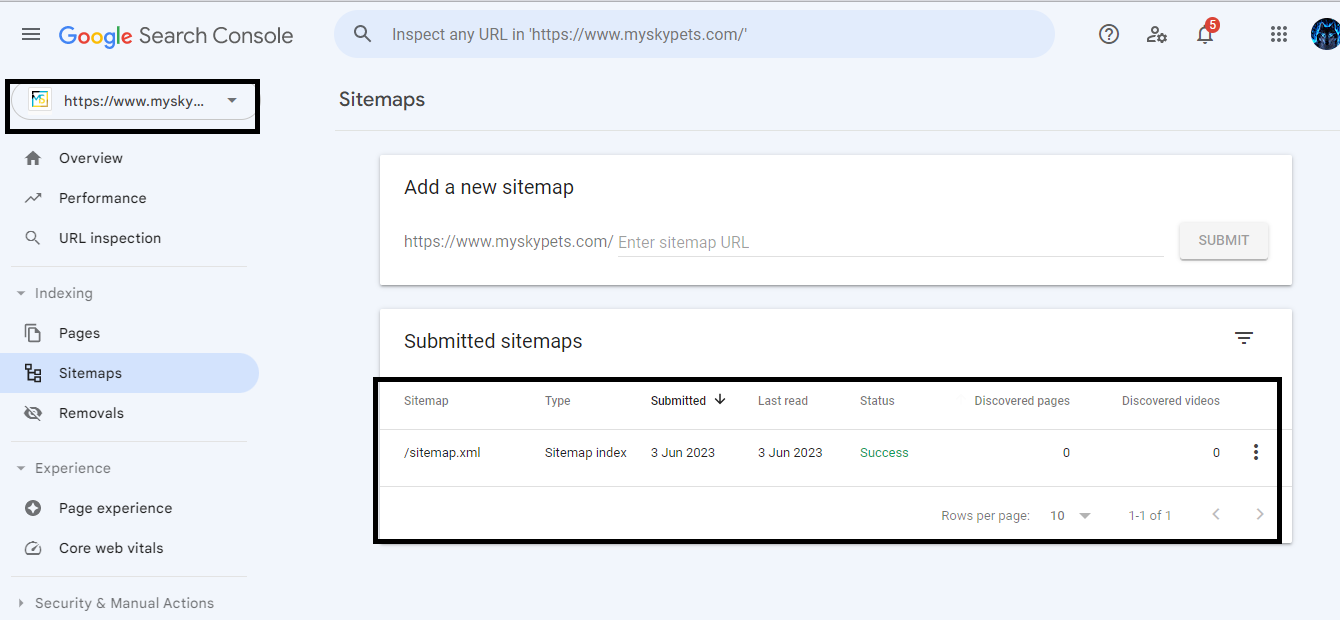 Google Search Console
Inspect any URL in 'https://www.myskypets.com/'
5
MS
https://www.mysky...
Sitemaps
Overview
Performance
URL inspection
Indexing
Pages
Sitemaps
Removals
Experience
Page experience
Core web vitals
Security & Manual Actions
Add a new sitemap
https://www.myskypets.com/ Enter sitemap URL
SUBMIT
Submitted sitemaps
Sitemap Type Submitted Last read Status Discovered pages Discovered videos
/sitemap.xml Sitemap index 3 Jun 2023 3 Jun 2023 Success 0 0
Rows per page: 10 1-1 of 1